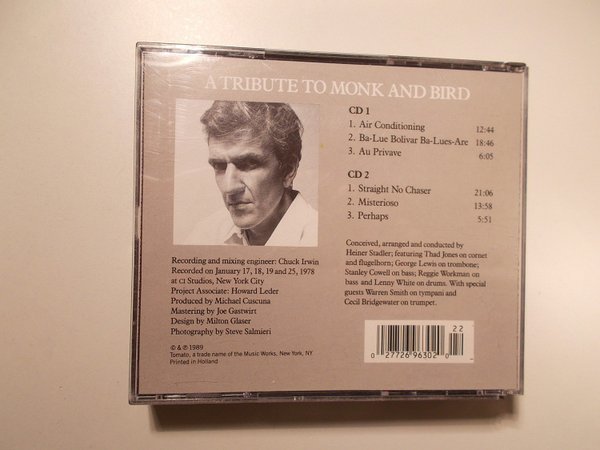 A TRIBUTE TO MONK AND BIRD
CD 1
1. Air Conditioning 12:44
2. Ba-Lue Bolivar Ba-Lues-Are 18:46
3. Au Privave 6:05
CD 2
1. Straight No Chaser 21:06
2. Misterioso 13:58
3. Perhaps 5:51
Conceived, arranged and conducted by
Heiner Stadler; featuring Thad Jones on cornet
and flugelhorn; George Lewis on trombone;
Stanley Cowell on bass; Reggie Workman on
bass and Lenny White on drums. With special
guests Warren Smith on tympani and
Cecil Bridgewater on trumpet.
Recording and mixing engineer: Chuck Irwin
Recorded on January 17, 18, 19 and 25, 1978
at c1 Studios, New York City
Project Associate: Howard Leder
Produced by Michael Cuscuna
Mastering by Joe Gastwirt
Design by Milton Glaser
Photography by Steve Salmieri
© & ℗ 1989
Tomato, a trade name of the Music Works, New York, NY
Printed in Holland
22
0 27726 96302 0